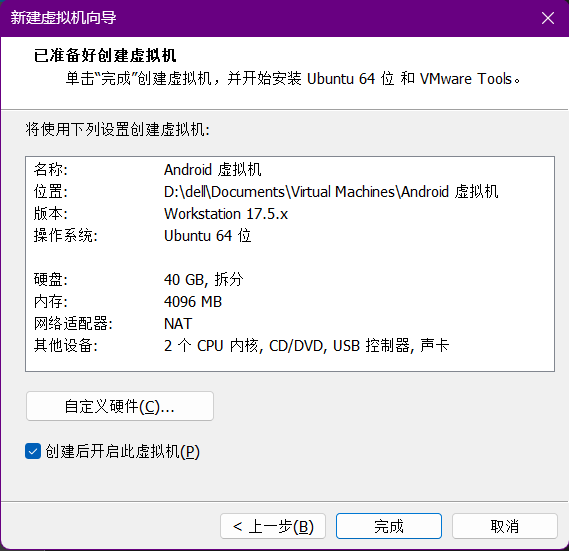 新建虚拟机向导
已准备好创建虚拟机
单击“完成”创建虚拟机，并开始安装 Ubuntu 64 位 和 VMware Tools。
将使用下列设置创建虚拟机:
名称: Android 虚拟机
位置: D:\dell\Documents\Virtual Machines\Android 虚拟机
版本: Workstation 17.5.x
操作系统: Ubuntu 64 位
硬盘: 40 GB, 拆分
内存: 4096 MB
网络适配器: NAT
其他设备: 2 个 CPU 内核, CD/DVD, USB 控制器, 声卡
自定义硬件(C)...
创建后开启此虚拟机(P)
< 上一步(B) 完成 取消